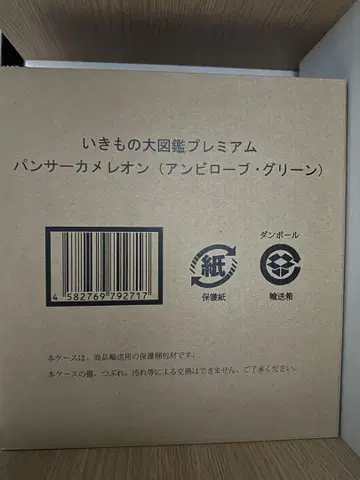 いきもの大図鑑プレミアム
パンサーカメレオン（アンビローブ・グリーン）
ダンボール
紙
4 582769 792717
保護紙
輸送箱
本ケースは、商品輸送用の保護梱包材です。
本ケースの傷、つぶれ、汚れ等による交換はできません、ご了承ください。